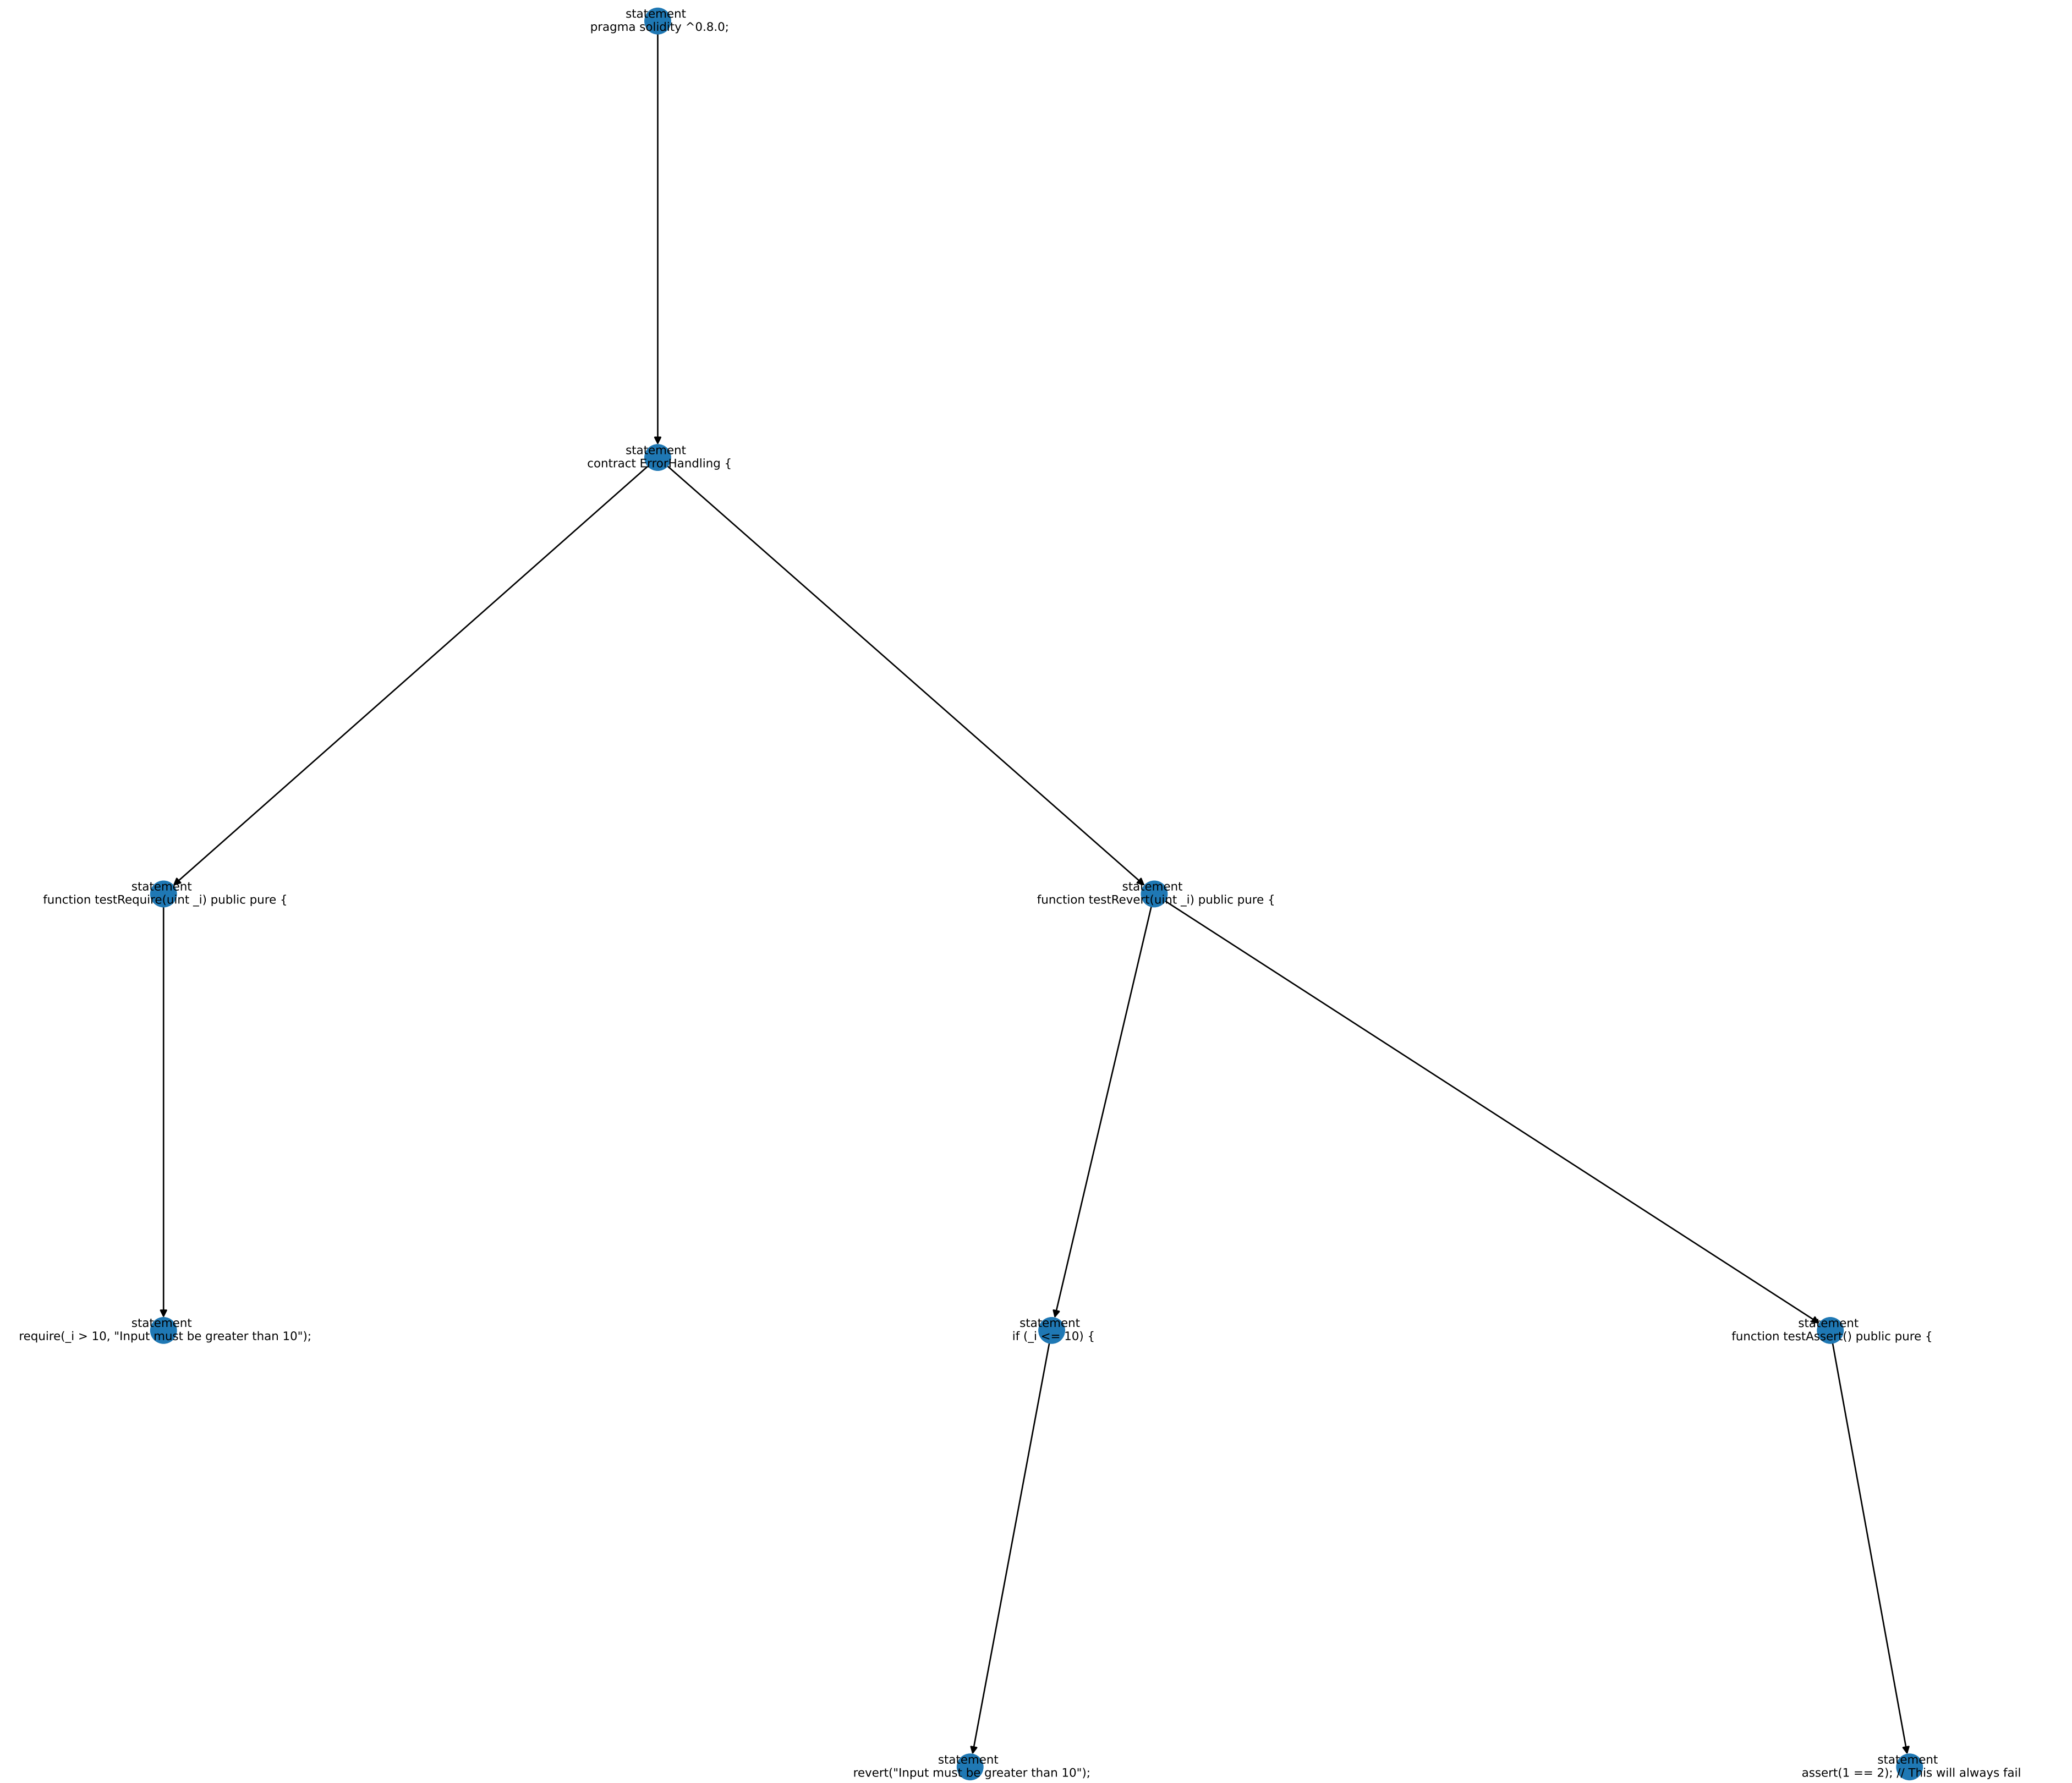 statement
pragma solidity ^0.8.0;
statement
contract ErrorHandling {
statement
function testRequire(uint _i) public pure {
statement
function testRevert(uint _i) public pure {
statement
require(_i > 10, "Input must be greater than 10");
statement
if (_i <= 10) {
statement
function testAssert() public pure {
statement
revert("Input must be greater than 10");
statement
assert(1 == 2); // This will always fail